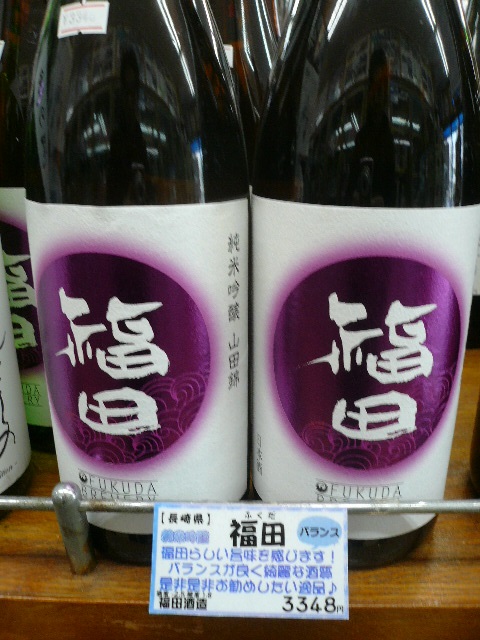 純米吟醸 山田錦
福田
FUKUDA
福田
FUKUDA
【長崎県】
ふくだ
福田
バランス
福田らしい旨味を感じます!
バランスが良く綺麗な酒質
是非是非お勧めしたい逸品♪
福田酒造
3348円